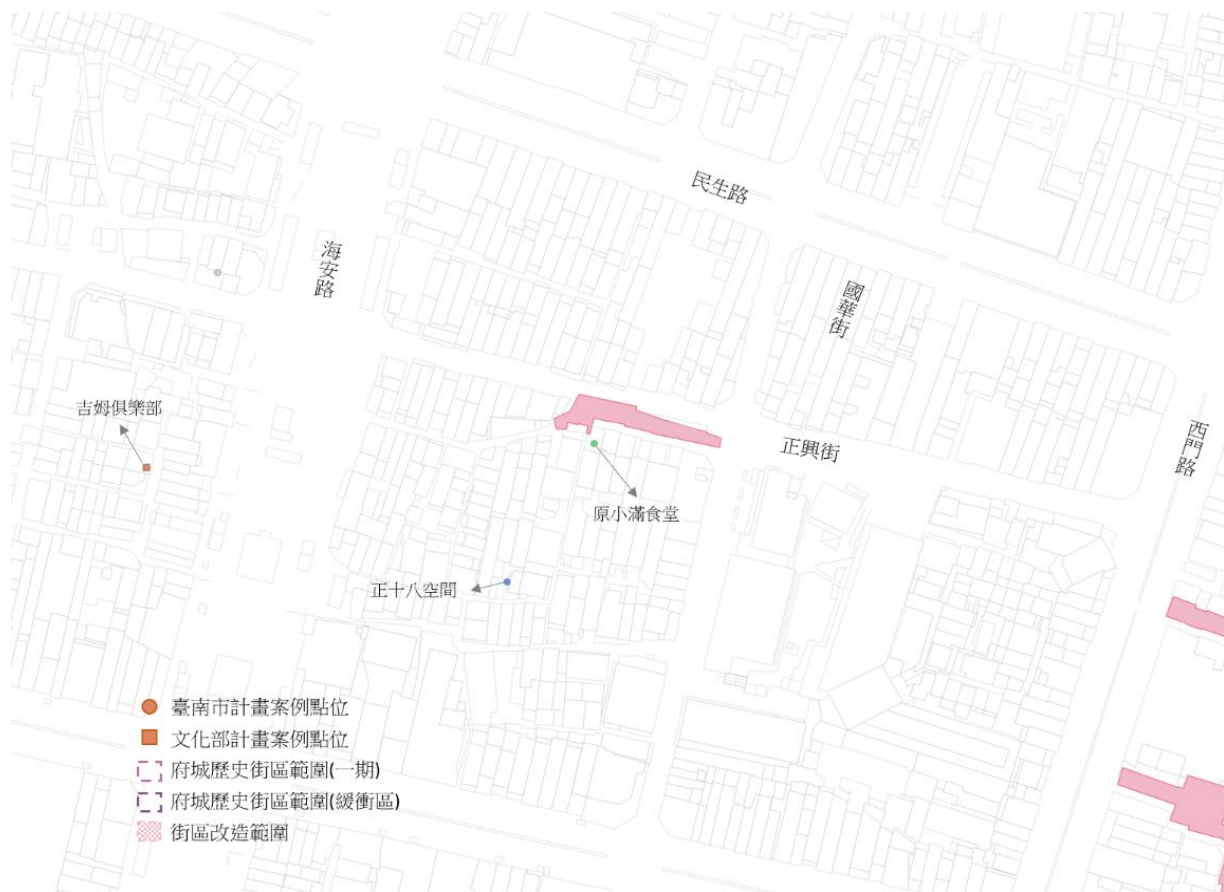 民生路
海安路
國華街
吉姆俱樂部
西門路
正興街
原小滿食堂
正十八空間
臺南市計畫案例點位
文化部計畫案例點位
府城歷史街區範圍(一期)
府城歷史街區範圍(緩衝區)
街區改造範圍